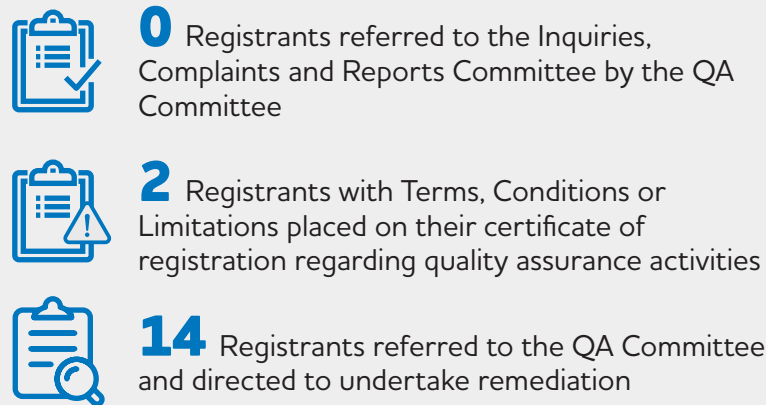 0 Registrants referred to the Inquiries,
Complaints and Reports Committee by the QA
Committee
2 Registrants with Terms, Conditions or
Limitations placed on their certificate of
registration regarding quality assurance activities
14 Registrants referred to the QA Committee
and directed to undertake remediation